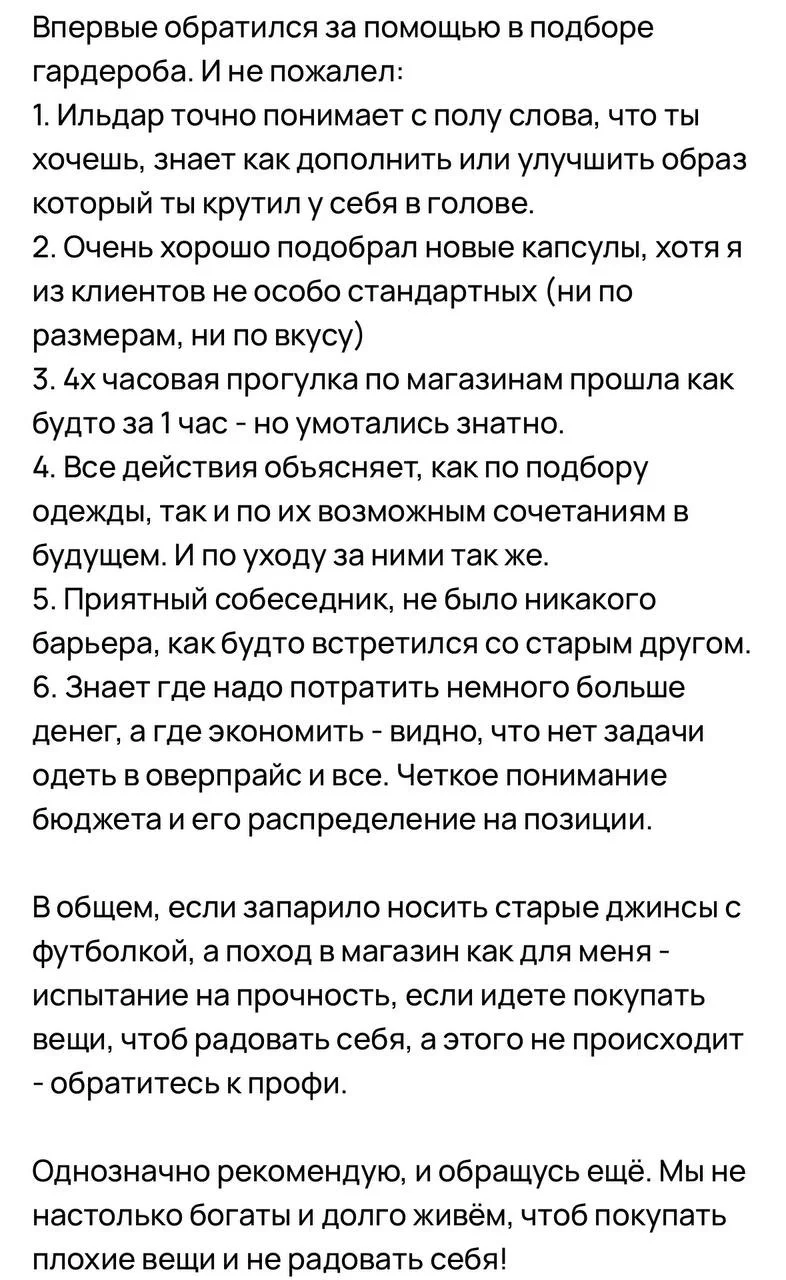 Впервые обратился за помощью в подборе
гардероба. И не пожалел:
1. Ильдар точно понимает с полу слова, что ты
хочешь, знает как дополнить или улучшить образ
который ты крутил у себя в голове.
2. Очень хорошо подобрал новые капсулы, хотя я
из клиентов не особо стандартных (ни по
размерам, ни по вкусу)
3. 4х часовая прогулка по магазинам прошла как
будто за 1 час - но умотались знатно.
4. Все действия объясняет, как по подбору
одежды, так и по их возможным сочетаниям в
будущем. И по уходу за ними так же.
5. Приятный собеседник, не было никакого
барьера, как будто встретился со старым другом.
6. Знает где надо потратить немного больше
денег, а где экономить - видно, что нет задачи
одеть в оверпрайс и все. Четкое понимание
бюджета и его распределение на позиции.

В общем, если запарило носить старые джинсы с
футболкой, а поход в магазин как для меня -
испытание на прочность, если идете покупать
вещи, чтоб радовать себя, а этого не происходит
- обратитесь к профи.

Однозначно рекомендую, и обращусь ещё. Мы не
настолько богаты и долго живём, чтоб покупать
плохие вещи и не радовать себя!